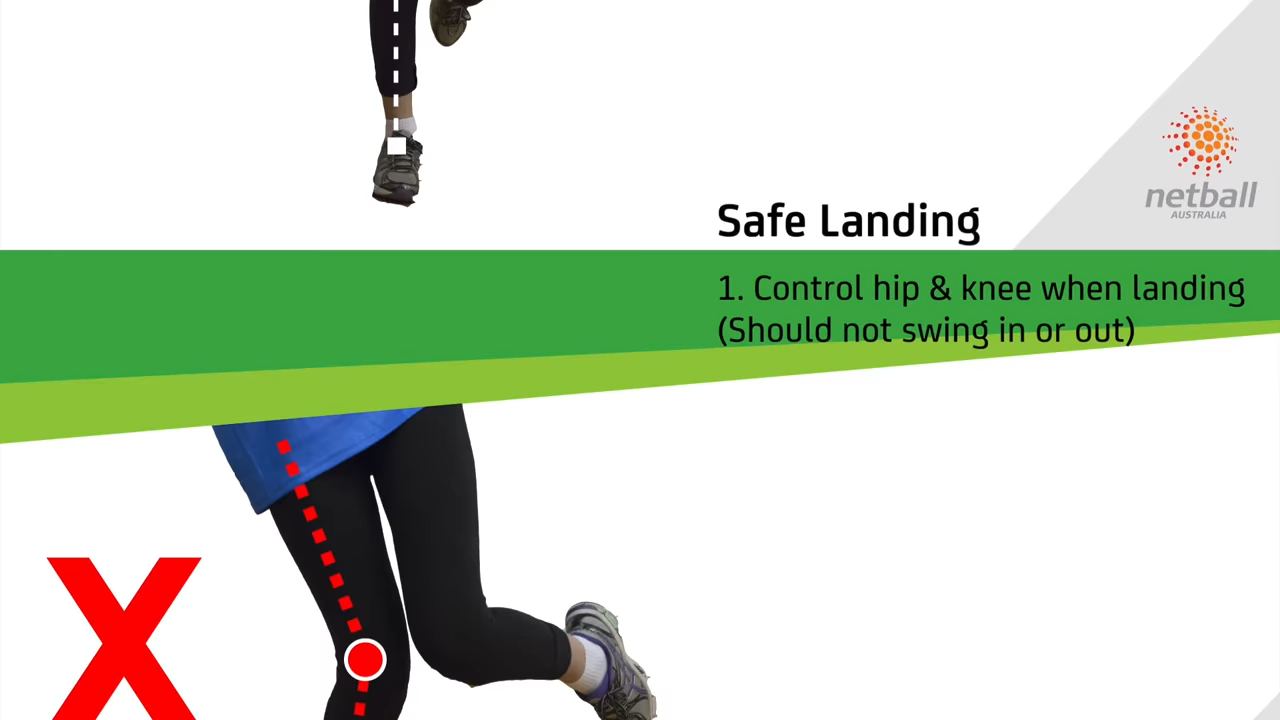 netball
AUSTRALIA
Safe Landing
1. Control hip & knee when landing
(Should not swing in or out)
X